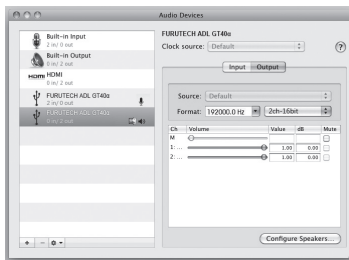 Audio Devices
Built-in Input
2 in/ 0 out
Built-in Output
0 in/ 2 out
HDMI HDMI
0 in/ 2 out
FURUTECH ADL GT40α
2 in/ 0 out
FURUTECH ADL GT40α
0 in/ 2 out
FURUTECH ADL GT40α
Clock source: Default
?
Input Output
Source: Default
Format: 192000.0 Hz 2ch-16bit
Ch Volume Value dB Mute
M
1: ... 1.00 0.00
2: ... 1.00 0.00
Configure Speakers...